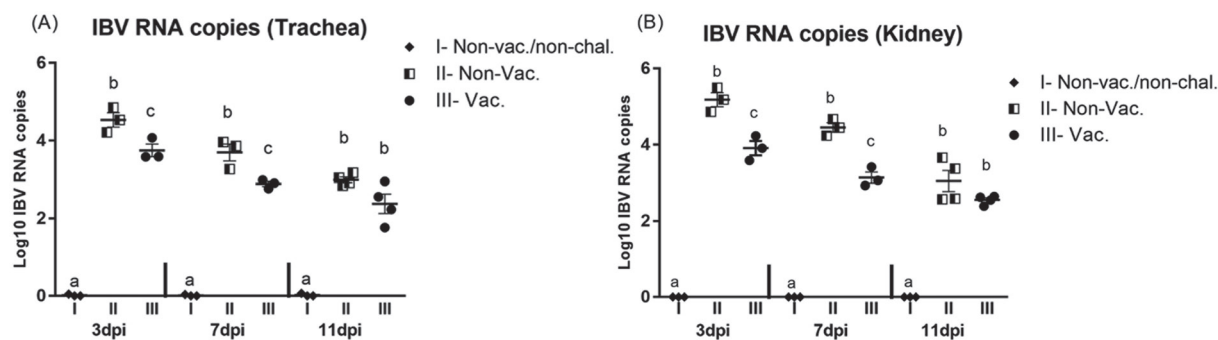 (A) IBV RNA copies (Trachea)
I- Non-vac./non-chal.
II- Non-Vac.
III- Vac.
Log10 IBV RNA copies
6
4
2
0
a b c
a b c
a b b
I II III I II III I II III
3dpi 7dpi 11dpi
(B) IBV RNA copies (Kidney)
I- Non-vac./non-chal.
II- Non-Vac.
III- Vac.
Log10 IBV RNA copies
6
4
2
0
a b c
a b c
a b b
I II III I II III I II III
3dpi 7dpi 11dpi